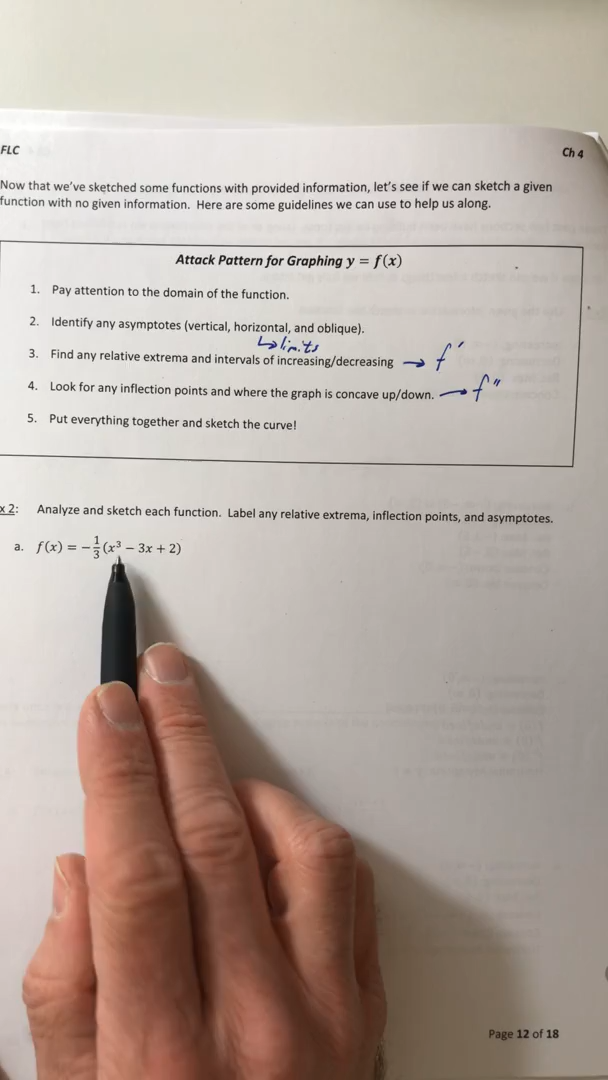 FLC
Ch 4
Now that we've sketched some functions with provided information, let's see if we can sketch a given
function with no given information. Here are some guidelines we can use to help us along.
Attack Pattern for Graphing y = f(x)
1. Pay attention to the domain of the function.
2. Identify any asymptotes (vertical, horizontal, and oblique).
↳ limits
3. Find any relative extrema and intervals of increasing/decreasing → f′
4. Look for any inflection points and where the graph is concave up/down. → f″
5. Put everything together and sketch the curve!
x 2: Analyze and sketch each function. Label any relative extrema, inflection points, and asymptotes.
a. f(x) = −1/3(x³ − 3x + 2)
Page 12 of 18